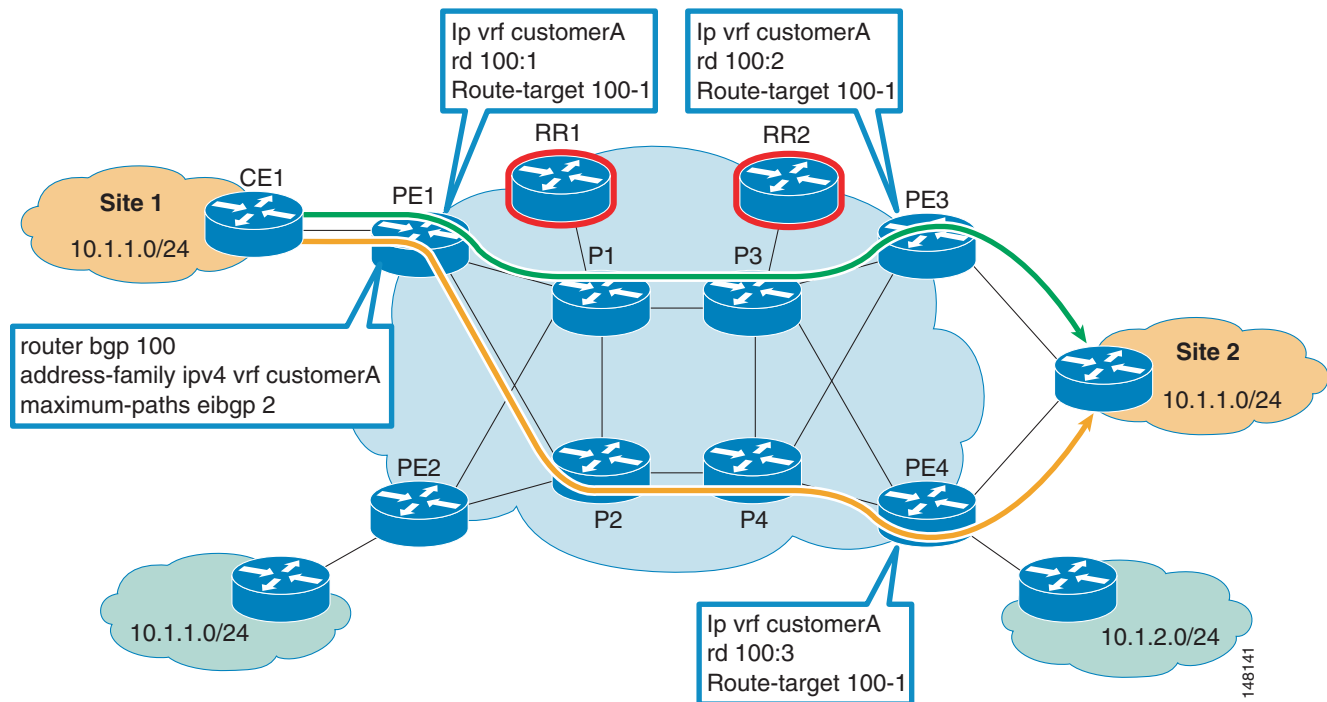 Ip vrf customerA
rd 100:1
Route-target 100-1
Ip vrf customerA
rd 100:2
Route-target 100-1
RR1
RR2
CE1
PE1
PE3
Site 1
10.1.1.0/24
P1
P3
router bgp 100
address-family ipv4 vrf customerA
maximum-paths eibgp 2
Site 2
10.1.1.0/24
PE2
PE4
P2
P4
10.1.1.0/24
Ip vrf customerA
rd 100:3
Route-target 100-1
10.1.2.0/24
148141